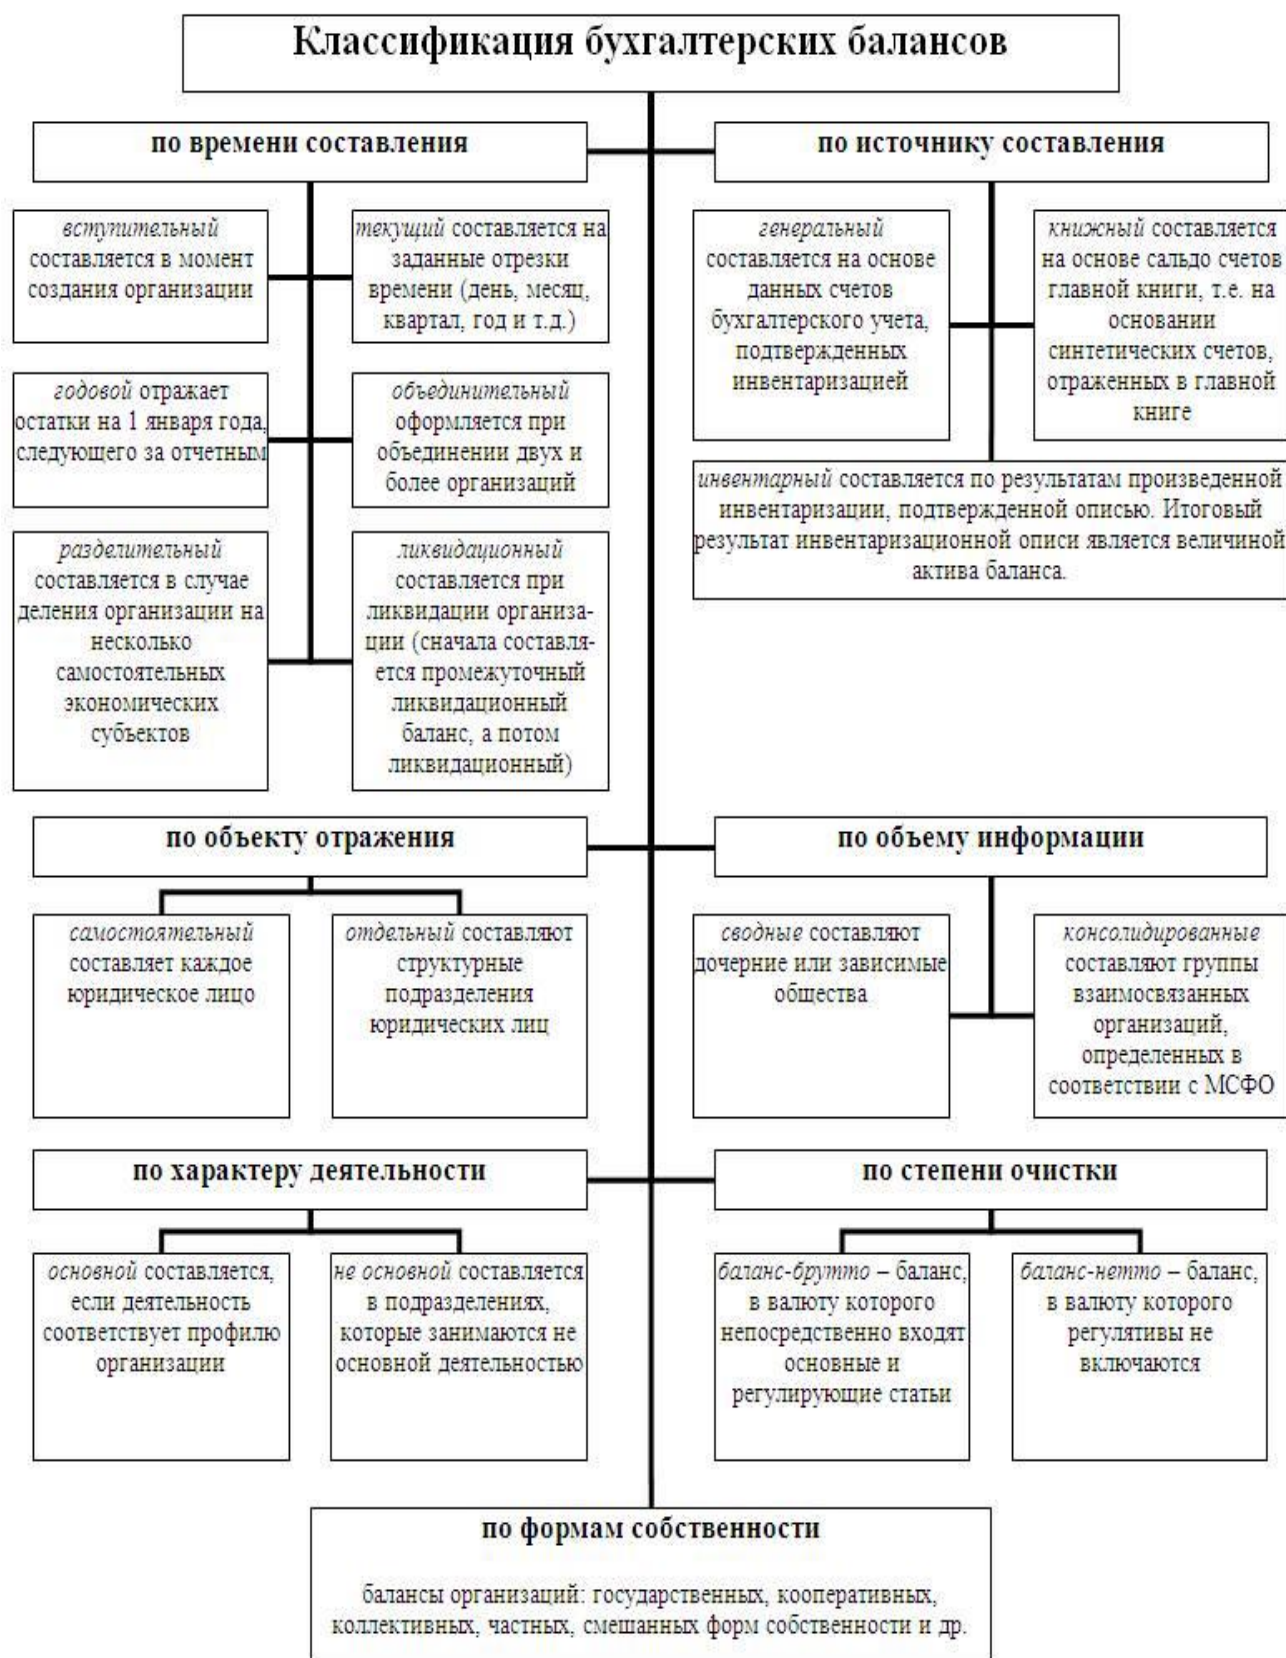 Классификация бухгалтерских балансов
по времени составления
вступительный
составляется в момент
создания организации
текущий составляется на
заданные отрезки
времени (день, месяц,
квартал, год и т.д.)
годовой отражает
остатки на 1 января года,
следующего за отчетным
объединительный
оформляется при
объединении двух и
более организаций
разделительный
составляется в случае
деления организации на
несколько
самостоятельных
экономических
субъектов
ликвидационный
составляется при
ликвидации организа-
ции (сначала составля-
ется промежуточный
ликвидационный
баланс, а потом
ликвидационный)
по источнику составления
генеральный
составляется на основе
данных счетов
бухгалтерского учета,
подтвержденных
инвентаризацией
книжный составляется
на основе сальдо счетов
главной книги, т.е. на
основании
синтетических счетов,
отраженных в главной
книге
инвентарный составляется по результатам произведенной
инвентаризации, подтвержденной описью. Итоговый
результат инвентаризационной описи является величиной
актива баланса.
по объекту отражения
самостоятельный
составляет каждое
юридическое лицо
отдельный составляют
структурные
подразделения
юридических лиц
по объему информации
сводные составляют
дочерние или зависимые
общества
консолидированные
составляют группы
взаимосвязанных
организаций,
определенных в
соответствии с МСФО
по характеру деятельности
основной составляется,
если деятельность
соответствует профилю
организации
не основной составляется
в подразделениях,
которые занимаются не
основной деятельностью
по степени очистки
баланс-брутто – баланс,
в валюту которого
непосредственно входят
основные и
регулирующие статьи
баланс-нетто – баланс,
в валюту которого
регулятивы не
включаются
по формам собственности
балансы организаций: государственных, кооперативных,
коллективных, частных, смешанных форм собственности и др.